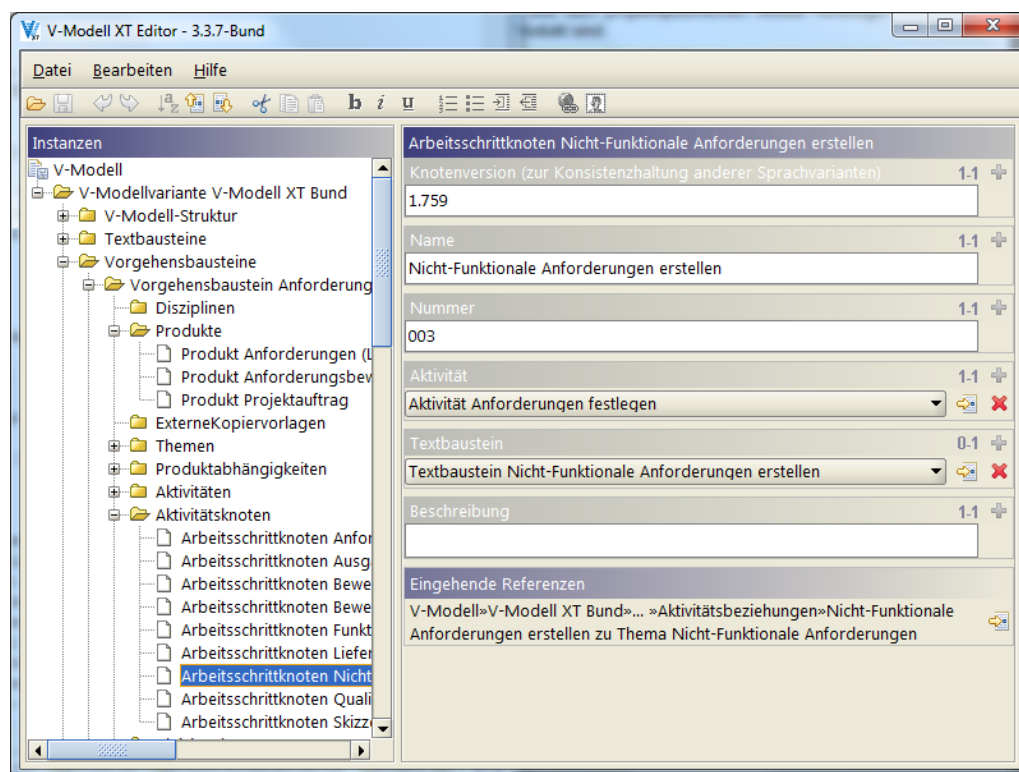 V-Modell XT Editor - 3.3.7-Bund
Datei Bearbeiten Hilfe
b i u
Instanzen
V-Modell
V-Modellvariante V-Modell XT Bund
V-Modell-Struktur
Textbausteine
Vorgehensbausteine
Vorgehensbaustein Anforderung
Disziplinen
Produkte
Produkt Anforderungen (L
Produkt Anforderungsbew
Produkt Projektauftrag
ExterneKopiervorlagen
Themen
Produktabhängigkeiten
Aktivitäten
Aktivitätsknoten
Arbeitsschrittknoten Anfor
Arbeitsschrittknoten Ausg
Arbeitsschrittknoten Bewe
Arbeitsschrittknoten Bewe
Arbeitsschrittknoten Funkt
Arbeitsschrittknoten Liefer
Arbeitsschrittknoten Nicht
Arbeitsschrittknoten Quali
Arbeitsschrittknoten Skizz
Arbeitsschrittknoten Nicht-Funktionale Anforderungen erstellen
Knotenversion (zur Konsistenzhaltung anderer Sprachvarianten) 1-1
1.759
Name 1-1
Nicht-Funktionale Anforderungen erstellen
Nummer 1-1
003
Aktivität 1-1
Aktivität Anforderungen festlegen
Textbaustein 0-1
Textbaustein Nicht-Funktionale Anforderungen erstellen
Beschreibung 1-1
Eingehende Referenzen
V-Modell»V-Modell XT Bund»... »Aktivitätsbeziehungen»Nicht-Funktionale
Anforderungen erstellen zu Thema Nicht-Funktionale Anforderungen